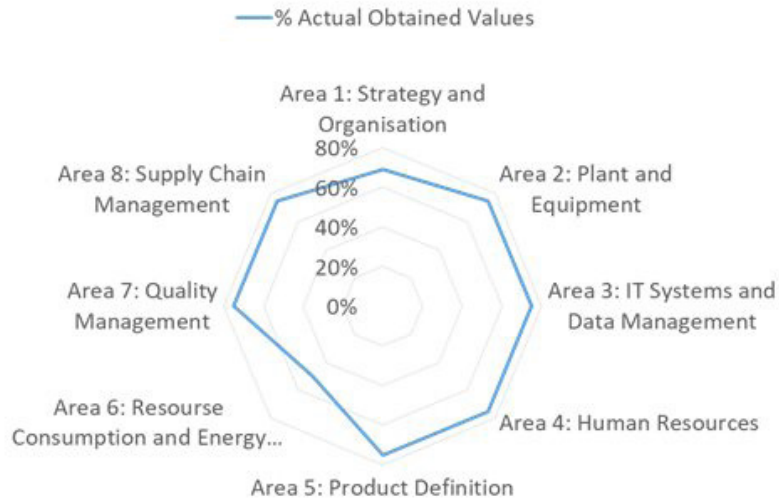 % Actual Obtained Values
Area 1: Strategy and
Organisation
80%
Area 8: Supply Chain
Management
Area 2: Plant and
Equipment
60%
40%
20%
Area 7: Quality
Management
0%
Area 3: IT Systems and
Data Management
Area 6: Resourse
Consumption and Energy...
Area 4: Human Resources
Area 5: Product Definition